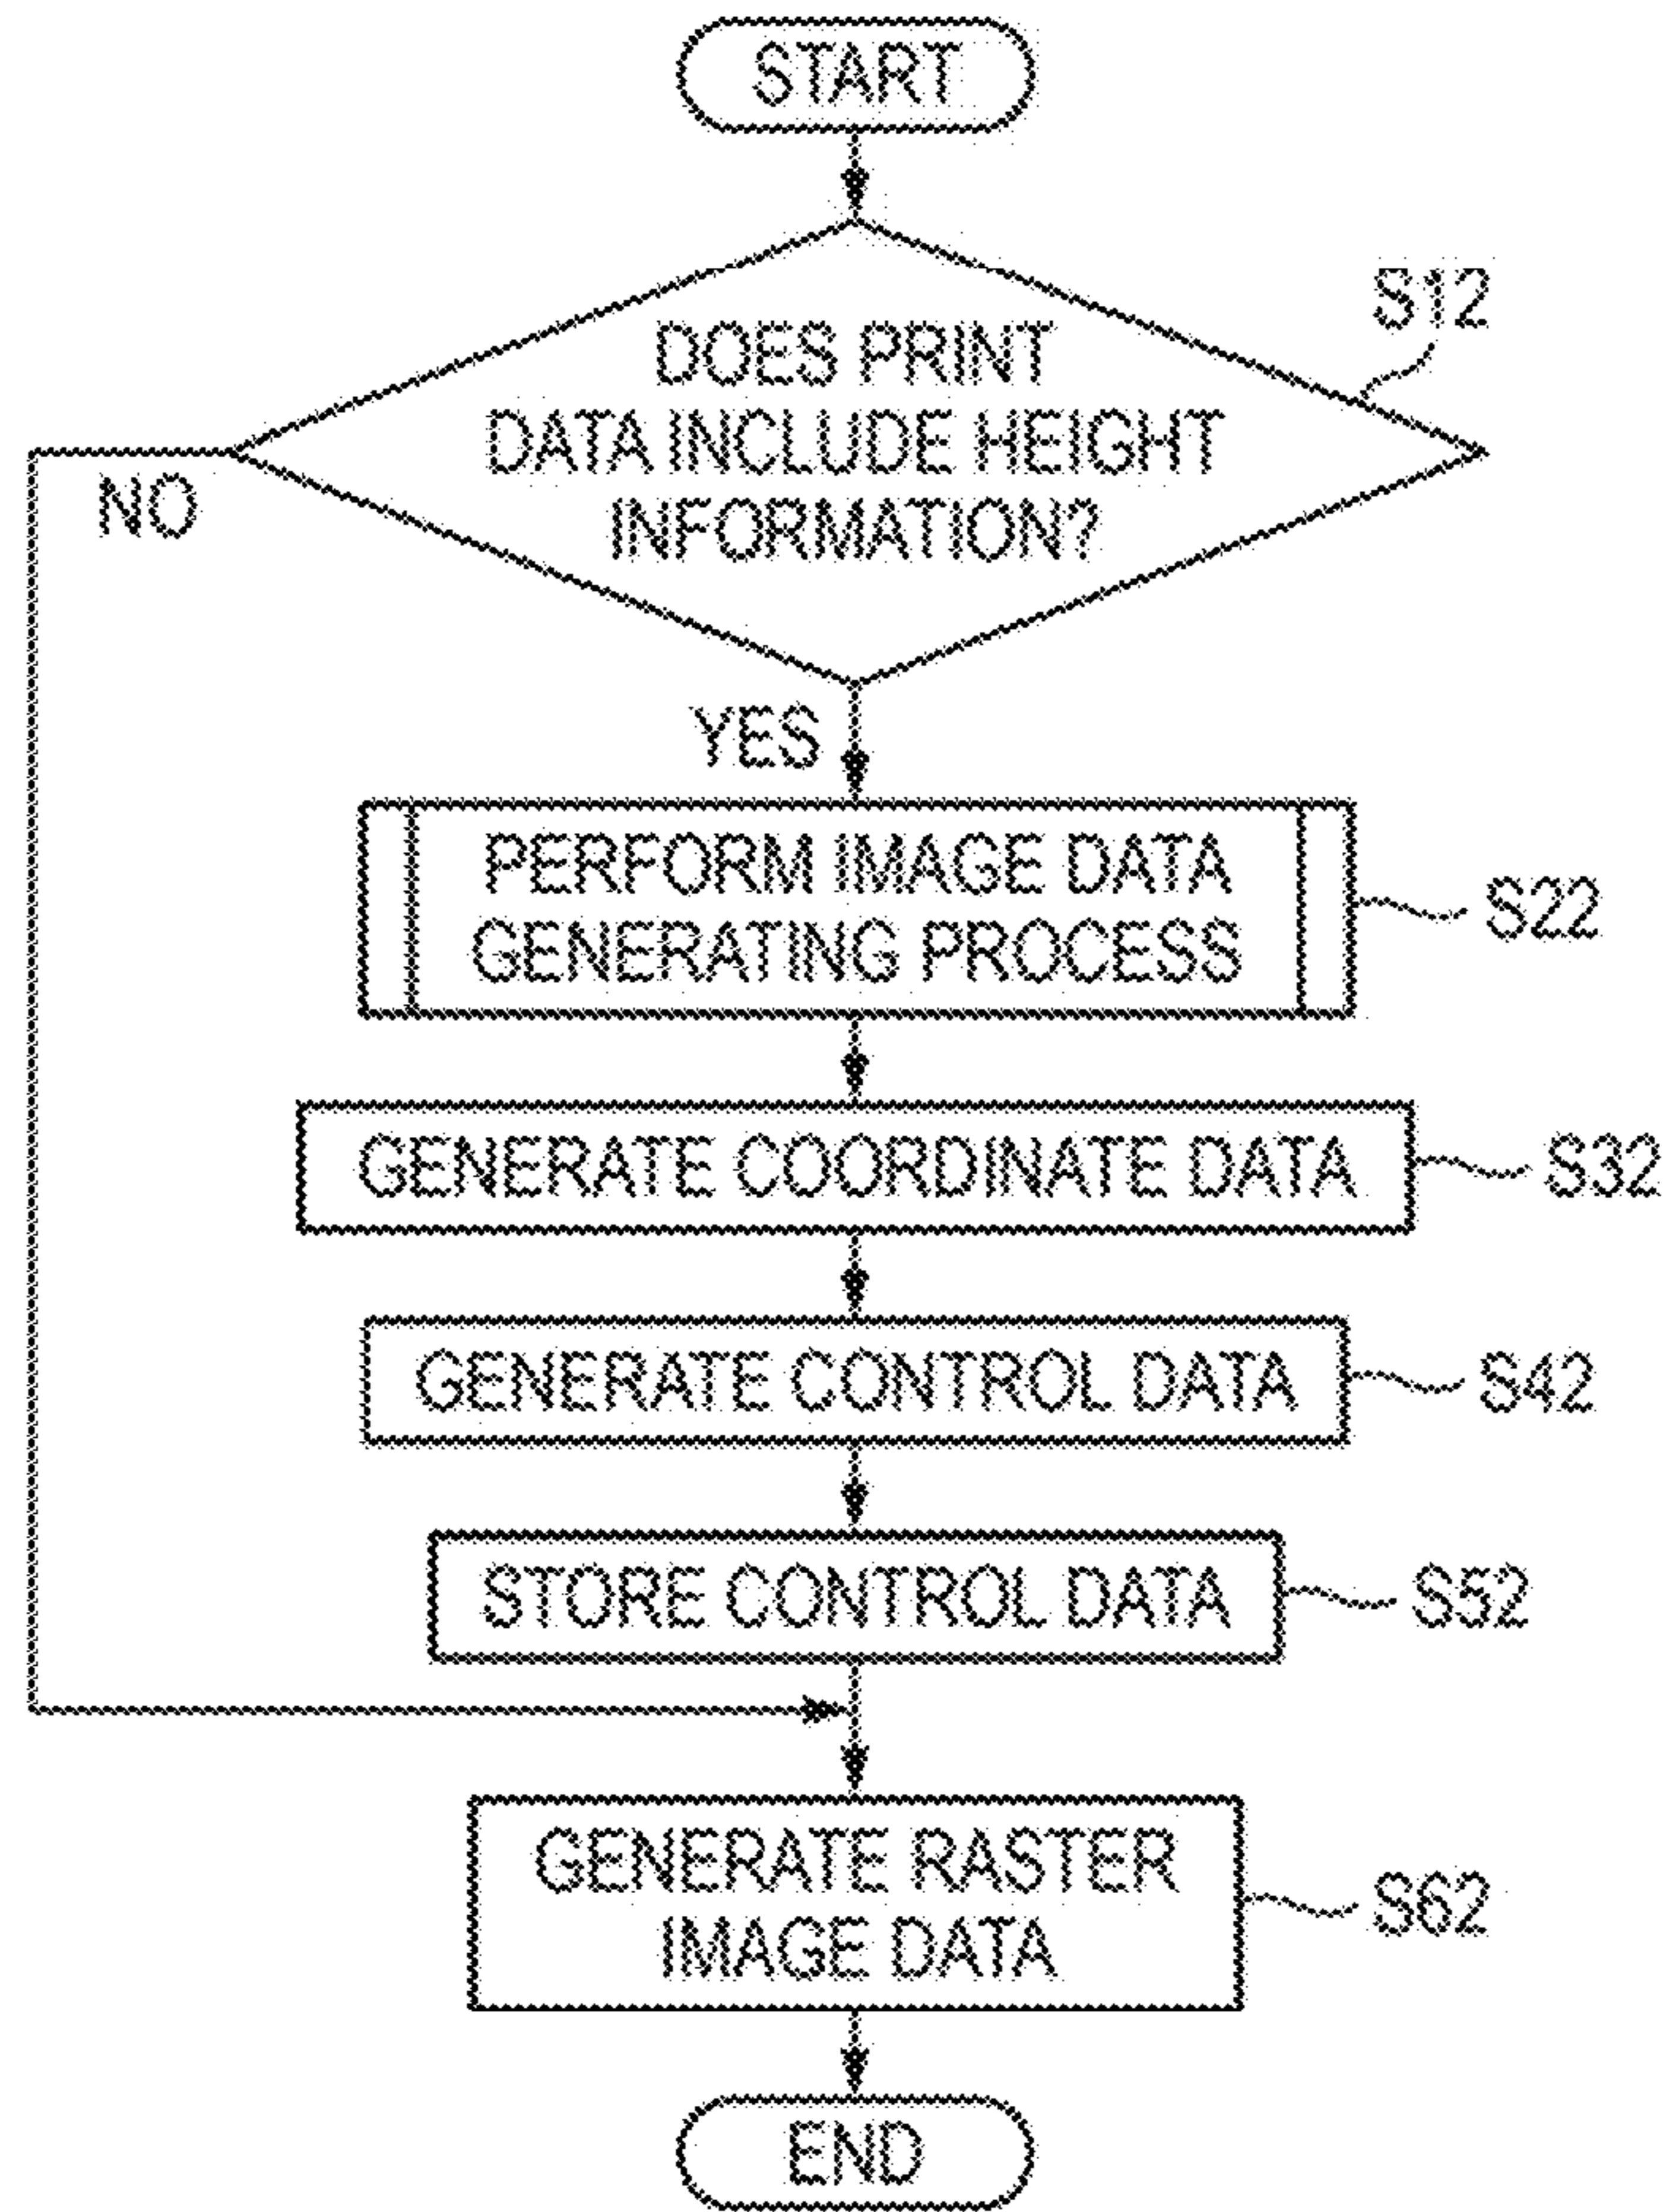 START
S12
DOES PRINT
DATA INCLUDE HEIGHT
INFORMATION?
NO
YES
PERFORM IMAGE DATA
GENERATING PROCESS
S22
GENERATE COORDINATE DATA
S32
GENERATE CONTROL DATA
S42
STORE CONTROL DATA
S52
GENERATE RASTER
IMAGE DATA
S62
END